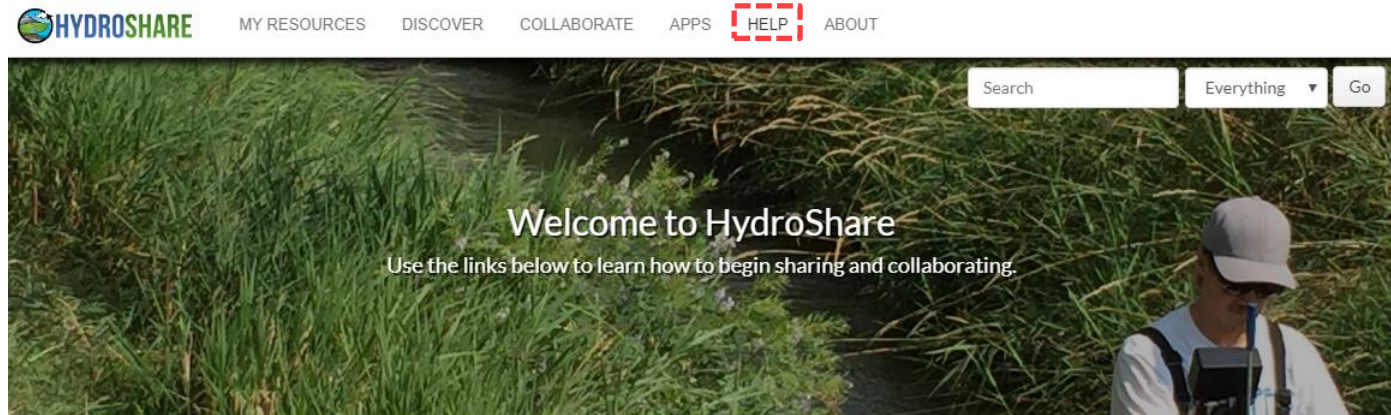 HYDROSHARE MY RESOURCES DISCOVER COLLABORATE APPS HELP ABOUT
Search Everything Go
Welcome to HydroShare
Use the links below to learn how to begin sharing and collaborating.